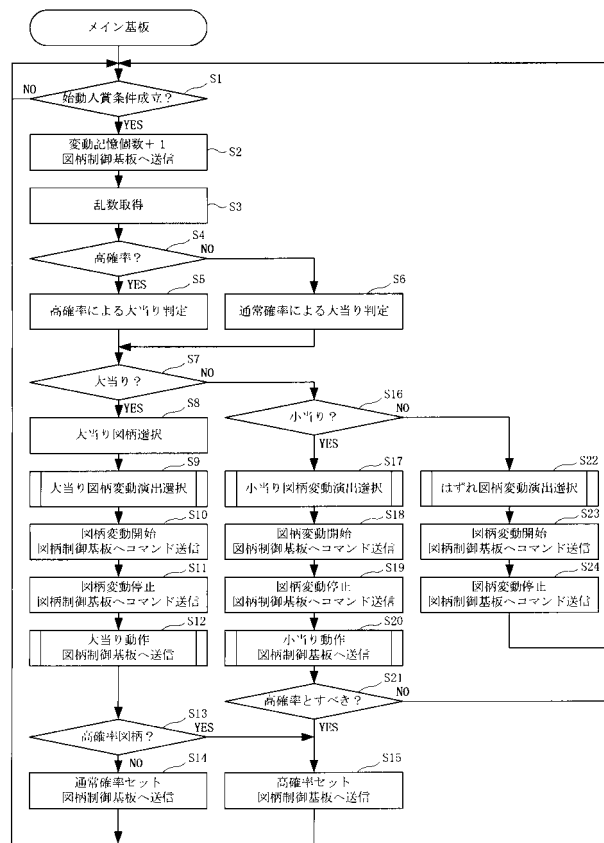 メイン基板
S1
NO
始動入賞条件成立？
YES
S2
変動記憶個数＋１
図柄制御基板へ送信
S3
乱数取得
S4
高確率？
NO
YES
S5
高確率による大当り判定
S6
通常確率による大当り判定
S7
大当り？
NO
YES
S8
大当り図柄選択
S16
小当り？
NO
YES
S9
大当り図柄変動演出選択
S17
小当り図柄変動演出選択
S22
はずれ図柄変動演出選択
S10
図柄変動開始
図柄制御基板へコマンド送信
S18
図柄変動開始
図柄制御基板へコマンド送信
S23
図柄変動開始
図柄制御基板へコマンド送信
S11
図柄変動停止
図柄制御基板へコマンド送信
S19
図柄変動停止
図柄制御基板へコマンド送信
S24
図柄変動停止
図柄制御基板へコマンド送信
S12
大当り動作
図柄制御基板へ送信
S20
小当り動作
図柄制御基板へ送信
S21
高確率とすべき？
NO
YES
S13
高確率図柄？
YES
NO
S14
通常確率セット
図柄制御基板へ送信
S15
高確率セット
図柄制御基板へ送信